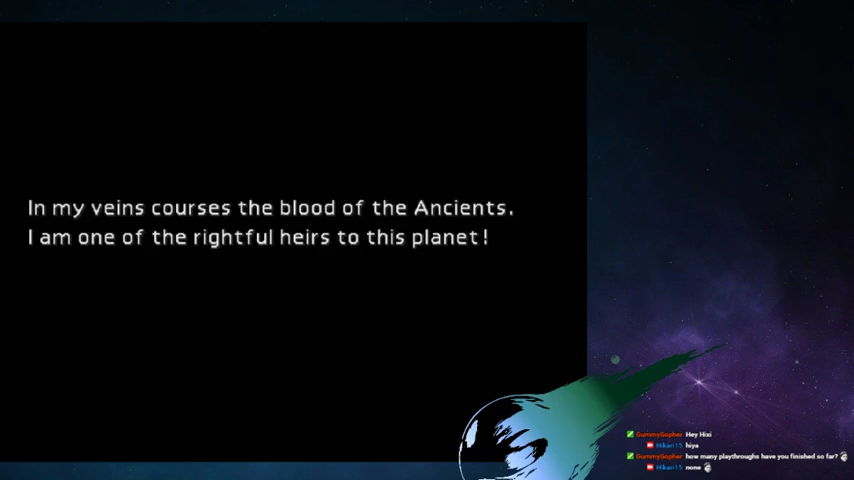 In my veins courses the blood of the Ancients.
I am one of the rightful heirs to this planet!
GummyGopher Hey Hixi
Hikari15 hiya
GummyGopher how many playthroughs have you finished so far?
Hikari15 none